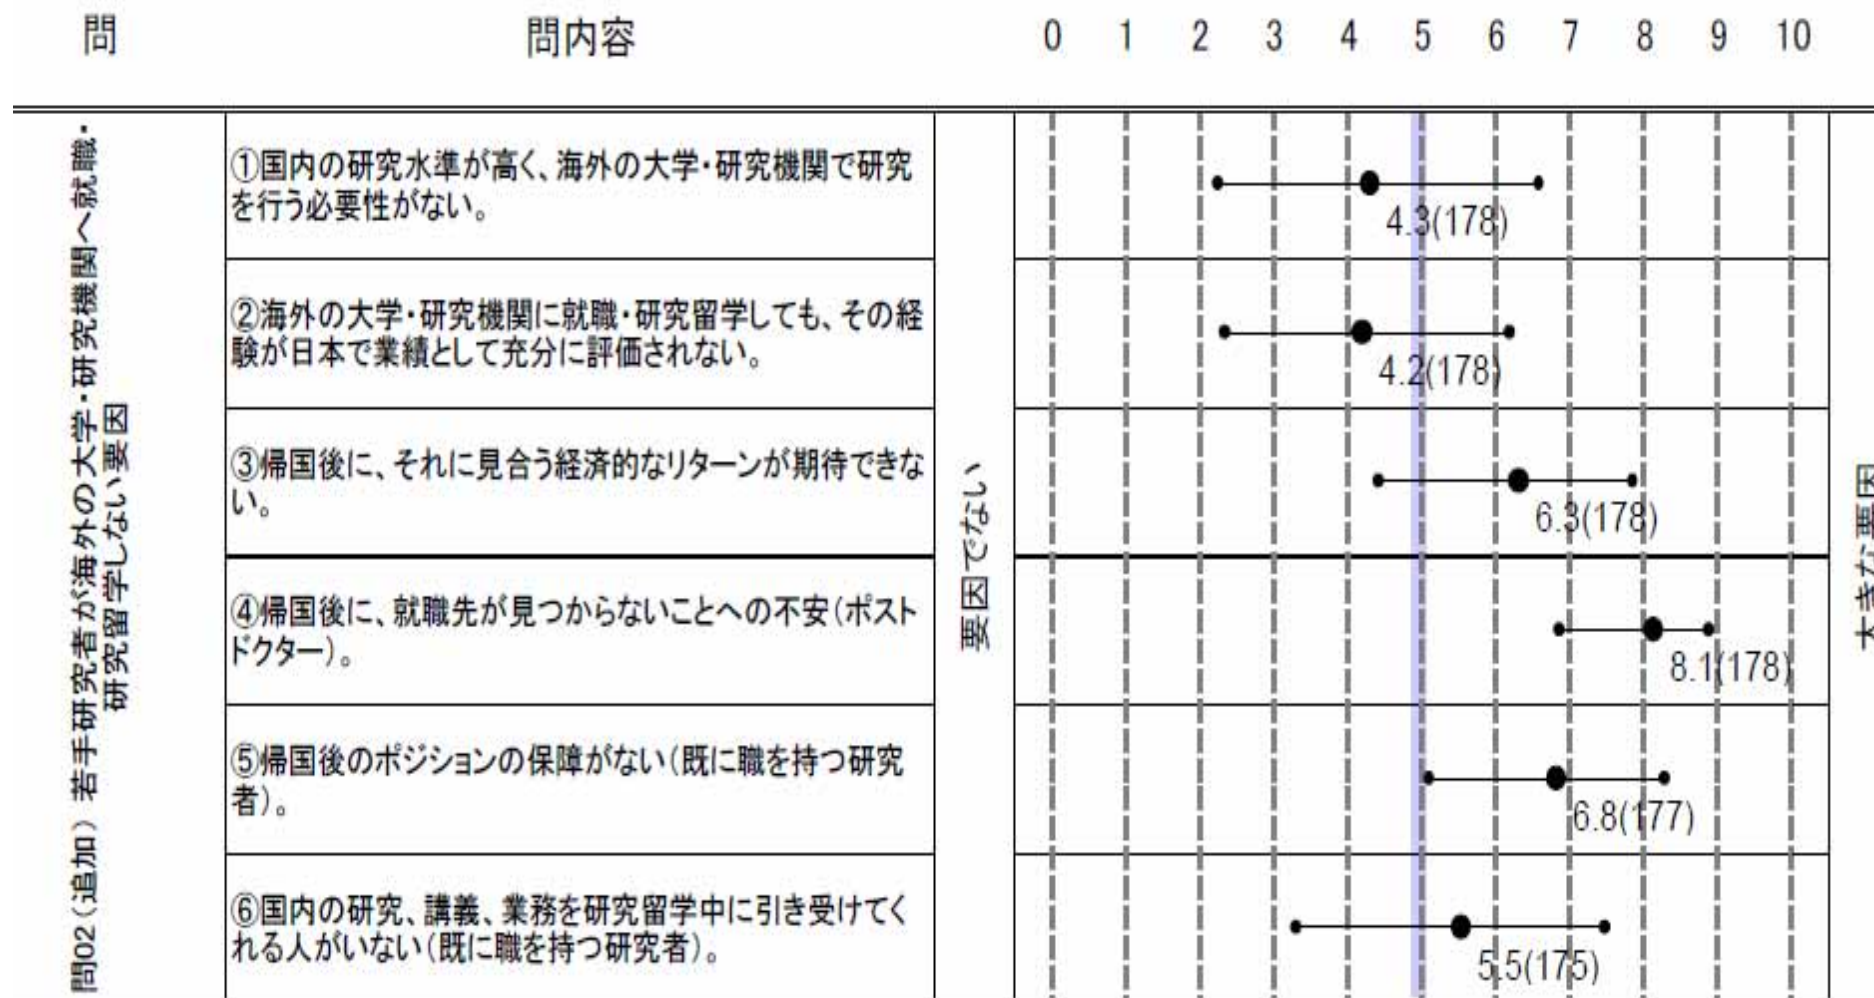 問
問内容
0 1 2 3 4 5 6 7 8 9 10
問02(追加) 若手研究者が海外の大学・研究機関へ就職・
研究留学しない要因
①国内の研究水準が高く、海外の大学・研究機関で研究
を行う必要性がない。
②海外の大学・研究機関に就職・研究留学しても、その経
験が日本で業績として充分に評価されない。
③帰国後に、それに見合う経済的なリターンが期待できな
い。
④帰国後に、就職先が見つからないことへの不安(ポスト
ドクター)。
⑤帰国後のポジションの保障がない(既に職を持つ研究
者)。
⑥国内の研究、講義、業務を研究留学中に引き受けてく
れる人がいない(既に職を持つ研究者)。
要因でない
4.3(178)
4.2(178)
6.3(178)
8.1(178)
6.8(177)
5.5(175)
大きな要因